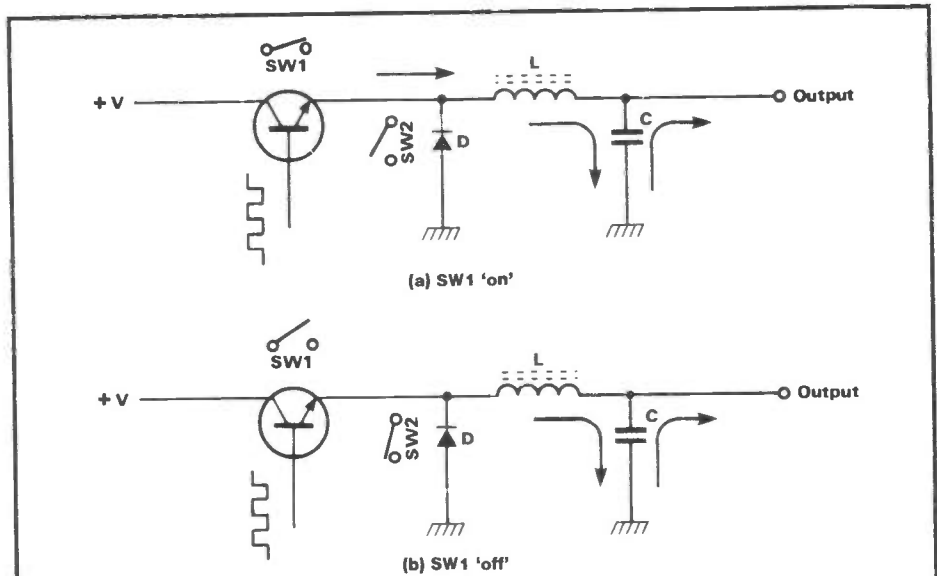 SW1
L
+V
Output
SW2
D
C
(a) SW1 ‘on’
SW1
L
+V
Output
SW2
D
C
(b) SW1 ‘off’